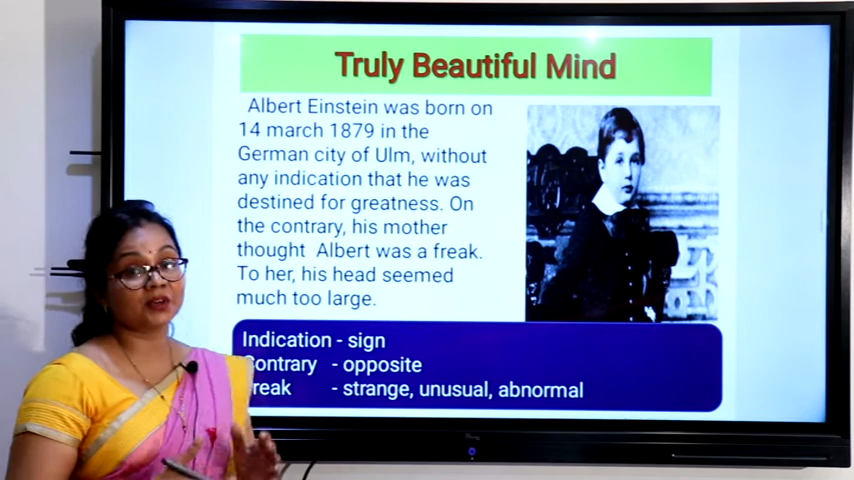 Truly Beautiful Mind
Albert Einstein was born on
14 march 1879 in the
German city of Ulm, without
any indication that he was
destined for greatness. On
the contrary, his mother
thought Albert was a freak.
To her, his head seemed
much too large.
Indication - sign
Contrary - opposite
freak - strange, unusual, abnormal